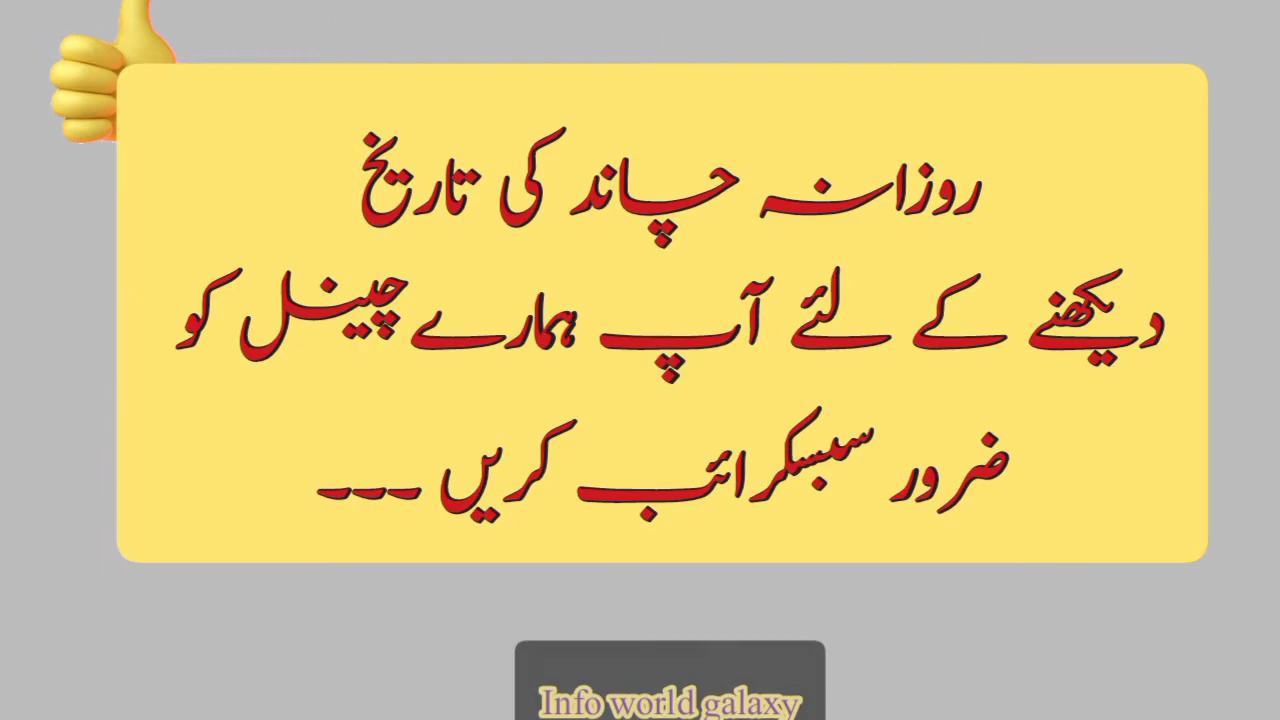 روزانہ چاند کی تاریخ
دیکھنے کے لئے آپ ہمارے چینل کو
ضرور سبسکرائب کریں ۔۔۔
Info world galaxy